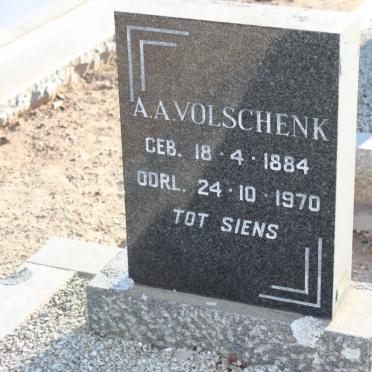 A.A.VOLSCHENK
GEB. 18·4·1884
OORL. 24·10·1970
TOT SIENS